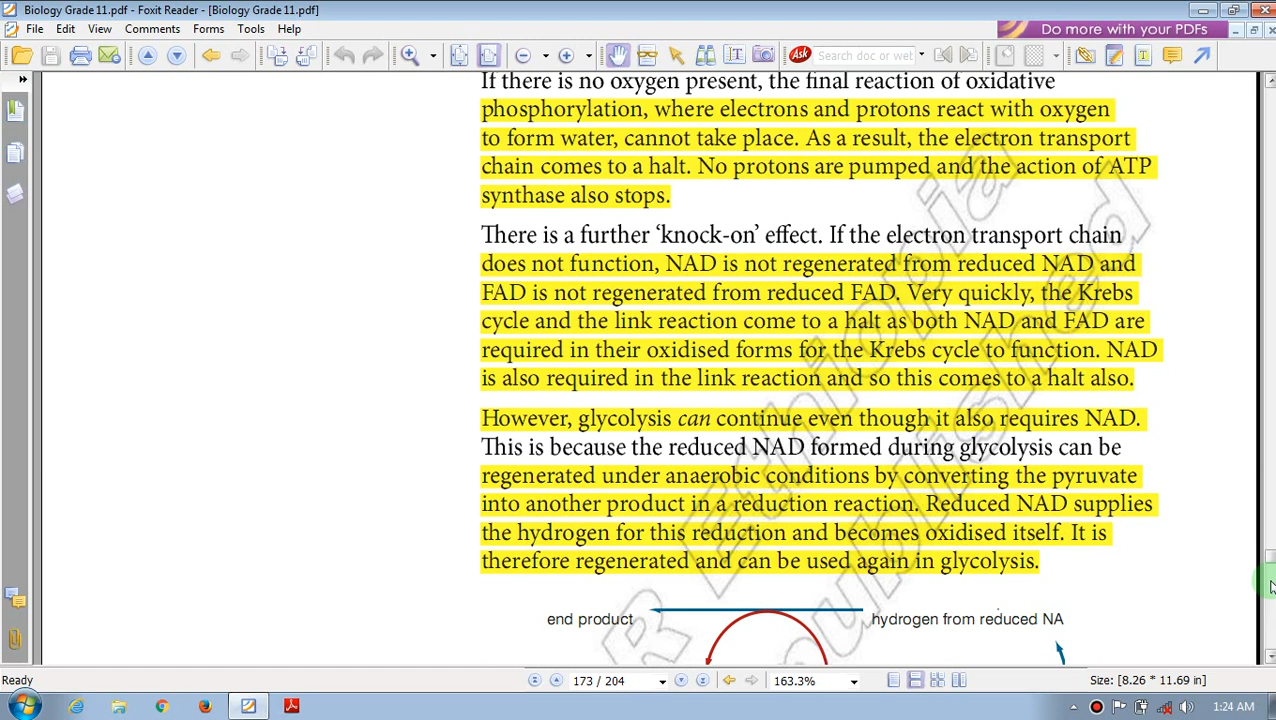 Biology Grade 11.pdf - Foxit Reader - [Biology Grade 11.pdf]
File Edit View Comments Forms Tools Help
Do more with your PDFs
Ask Search doc or wet
If there is no oxygen present, the final reaction of oxidative
phosphorylation, where electrons and protons react with oxygen
to form water, cannot take place. As a result, the electron transport
chain comes to a halt. No protons are pumped and the action of ATP
synthase also stops.
There is a further ‘knock-on’ effect. If the electron transport chain
does not function, NAD is not regenerated from reduced NAD and
FAD is not regenerated from reduced FAD. Very quickly, the Krebs
cycle and the link reaction come to a halt as both NAD and FAD are
required in their oxidised forms for the Krebs cycle to function. NAD
is also required in the link reaction and so this comes to a halt also.
However, glycolysis can continue even though it also requires NAD.
This is because the reduced NAD formed during glycolysis can be
regenerated under anaerobic conditions by converting the pyruvate
into another product in a reduction reaction. Reduced NAD supplies
the hydrogen for this reduction and becomes oxidised itself. It is
therefore regenerated and can be used again in glycolysis.
R Ethiopia
ublished
end product
hydrogen from reduced NA
Ready
173 / 204
163.3%
Size: [8.26 * 11.69 in]
1:24 AM